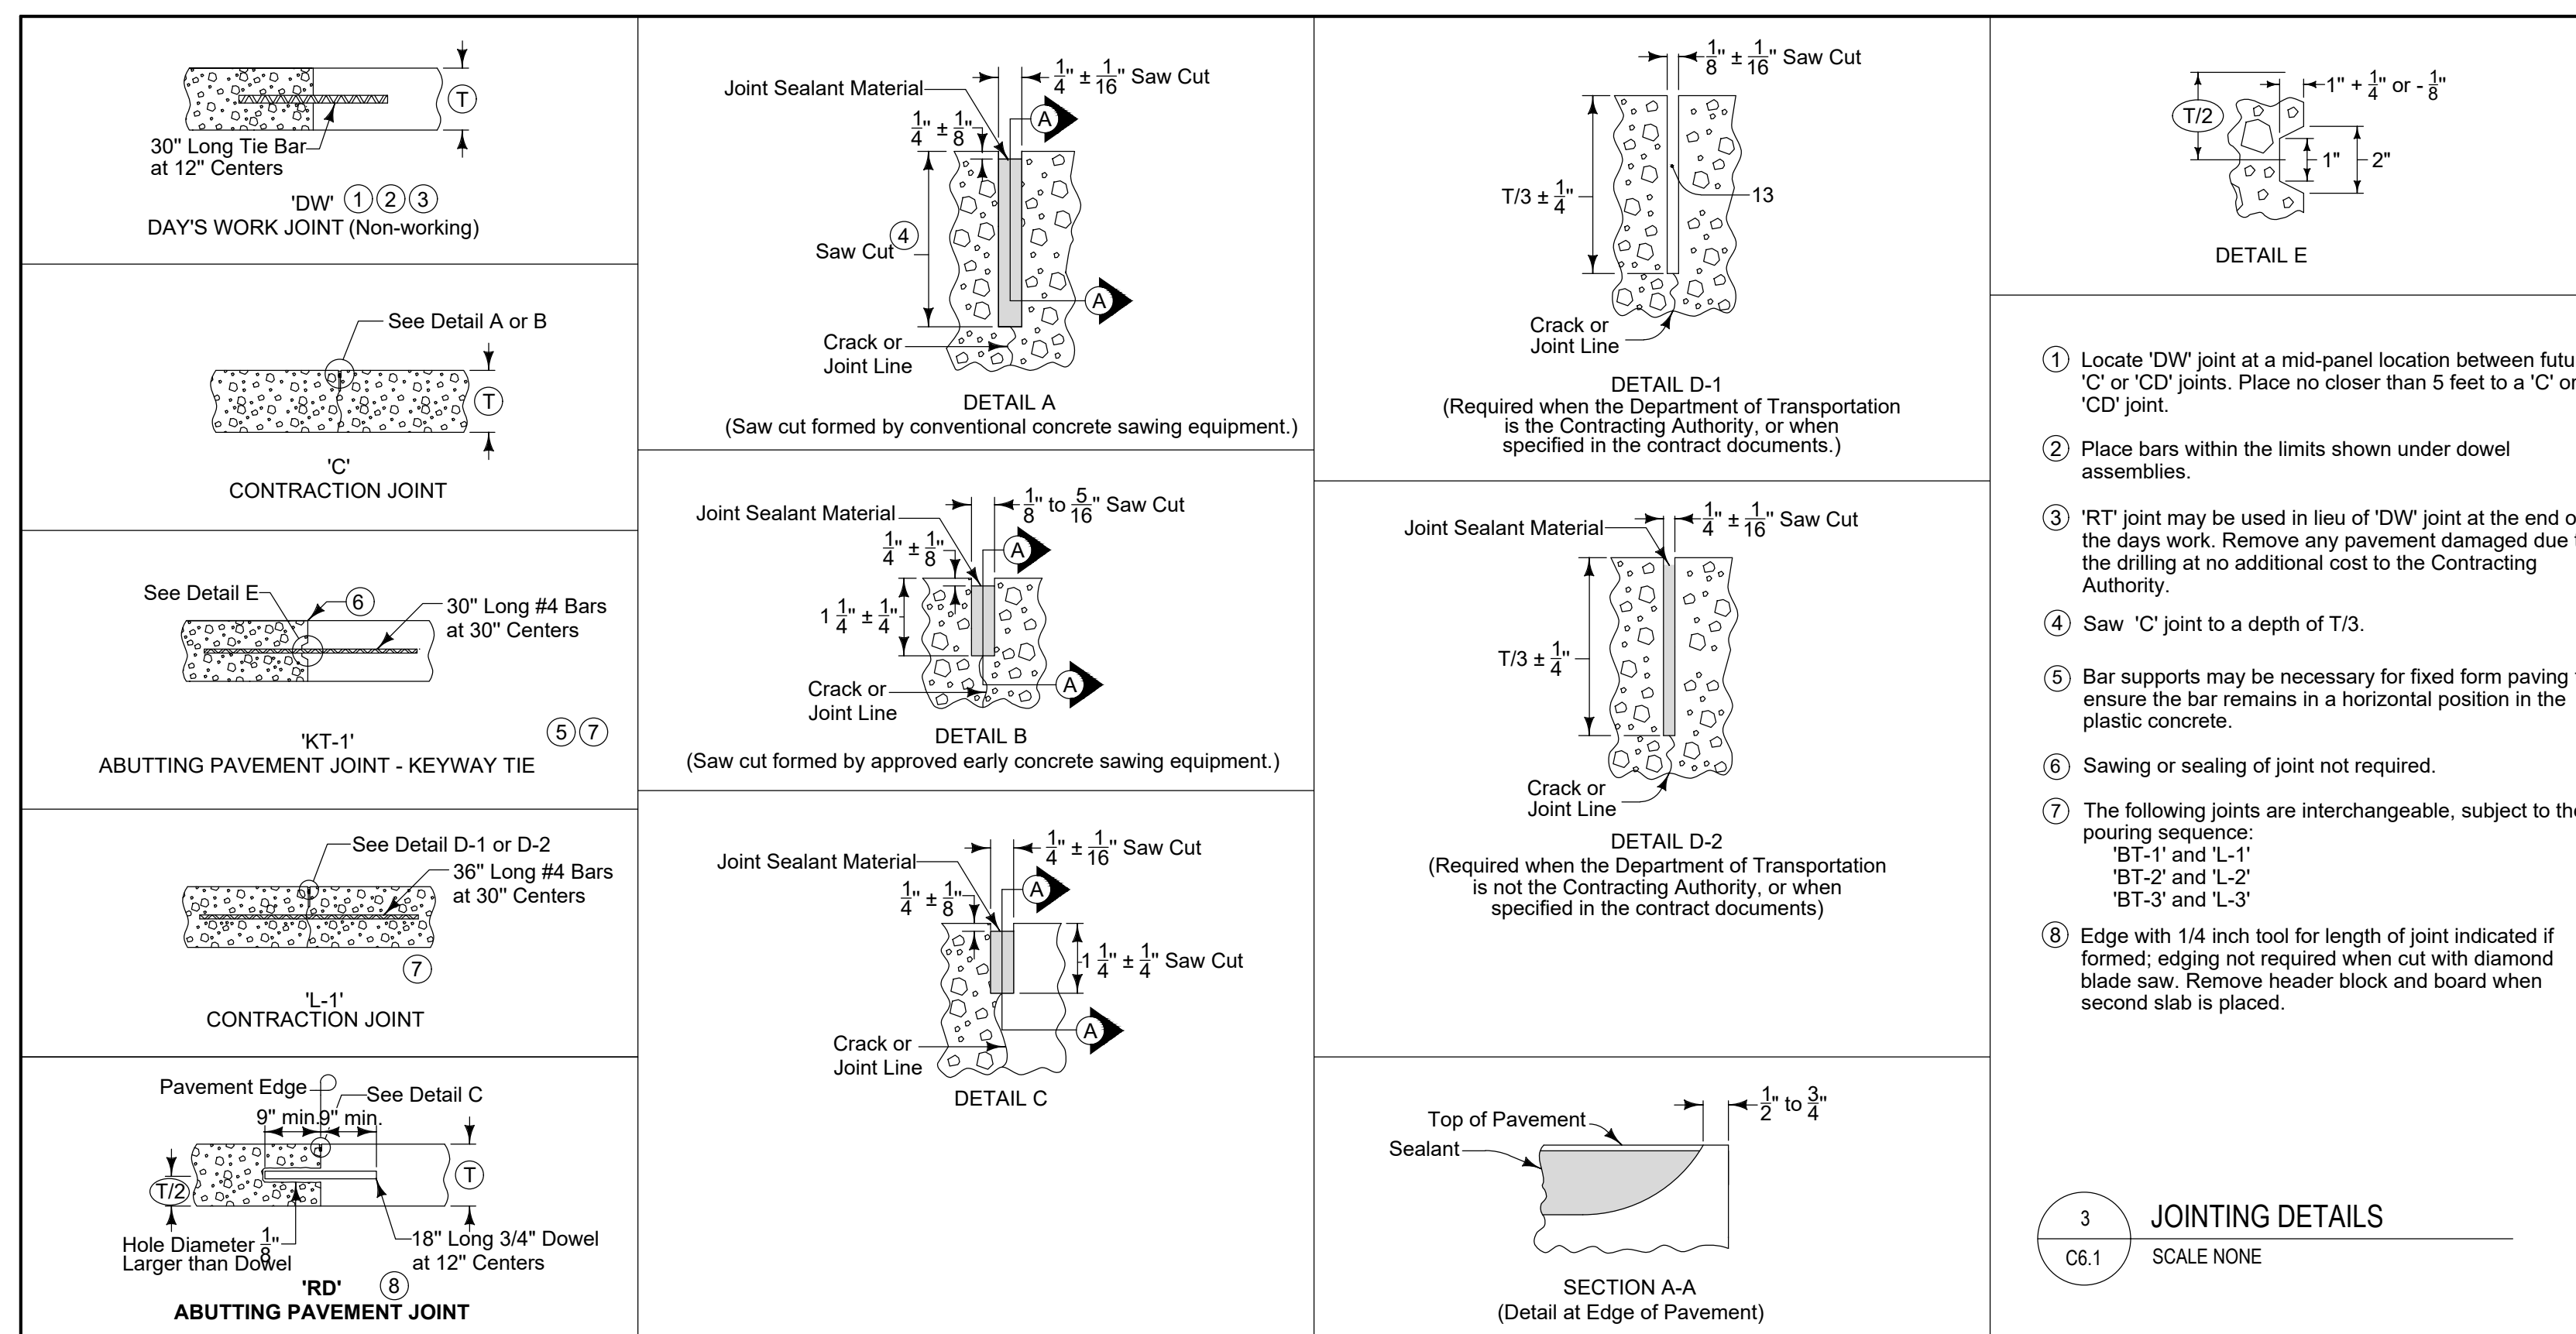 T
30" Long Tie Bar
at 12" Centers
'DW' 1 2 3
DAY'S WORK JOINT (Non-working)
See Detail A or B
T
'C'
CONTRACTION JOINT
See Detail E
6
30" Long #4 Bars
at 30" Centers
'KT-1'
5 7
ABUTTING PAVEMENT JOINT - KEYWAY TIE
See Detail D-1 or D-2
36" Long #4 Bars
at 30" Centers
7
'L-1'
CONTRACTION JOINT
Pavement Edge
See Detail C
9" min. 9" min.
T/2
T
Hole Diameter 1/8"
Larger than Dowel
18" Long 3/4" Dowel
at 12" Centers
'RD' 8
ABUTTING PAVEMENT JOINT
Joint Sealant Material
1/4" ± 1/16" Saw Cut
1/4" ± 1/8"
A
Saw Cut 4
A
Crack or
Joint Line
DETAIL A
(Saw cut formed by conventional concrete sawing equipment.)
Joint Sealant Material
1/8" to 5/16" Saw Cut
1/4" ± 1/8"
A
1 1/4" ± 1/4"
A
Crack or
Joint Line
DETAIL B
(Saw cut formed by approved early concrete sawing equipment.)
Joint Sealant Material
1/4" ± 1/16" Saw Cut
1/4" ± 1/8"
A
1 1/4" ± 1/4" Saw Cut
A
Crack or
Joint Line
DETAIL C
1/8" ± 1/16" Saw Cut
T/3 ± 1/4"
13
Crack or
Joint Line
DETAIL D-1
(Required when the Department of Transportation
is the Contracting Authority, or when
specified in the contract documents.)
Joint Sealant Material
1/4" ± 1/16" Saw Cut
T/3 ± 1/4"
Crack or
Joint Line
DETAIL D-2
(Required when the Department of Transportation
is not the Contracting Authority, or when
specified in the contract documents)
Top of Pavement
Sealant
1/2" to 3/4"
SECTION A-A
(Detail at Edge of Pavement)
1" + 1/4" or - 1/8"
T/2
1"
2"
DETAIL E
1 Locate 'DW' joint at a mid-panel location between futu
'C' or 'CD' joints. Place no closer than 5 feet to a 'C' or
'CD' joint.
2 Place bars within the limits shown under dowel
assemblies.
3 'RT' joint may be used in lieu of 'DW' joint at the end o
the days work. Remove any pavement damaged due
the drilling at no additional cost to the Contracting
Authority.
4 Saw 'C' joint to a depth of T/3.
5 Bar supports may be necessary for fixed form paving
ensure the bar remains in a horizontal position in the
plastic concrete.
6 Sawing or sealing of joint not required.
7 The following joints are interchangeable, subject to the
pouring sequence:
'BT-1' and 'L-1'
'BT-2' and 'L-2'
'BT-3' and 'L-3'
8 Edge with 1/4 inch tool for length of joint indicated if
formed; edging not required when cut with diamond
blade saw. Remove header block and board when
second slab is placed.
3
C6.1
JOINTING DETAILS
SCALE NONE